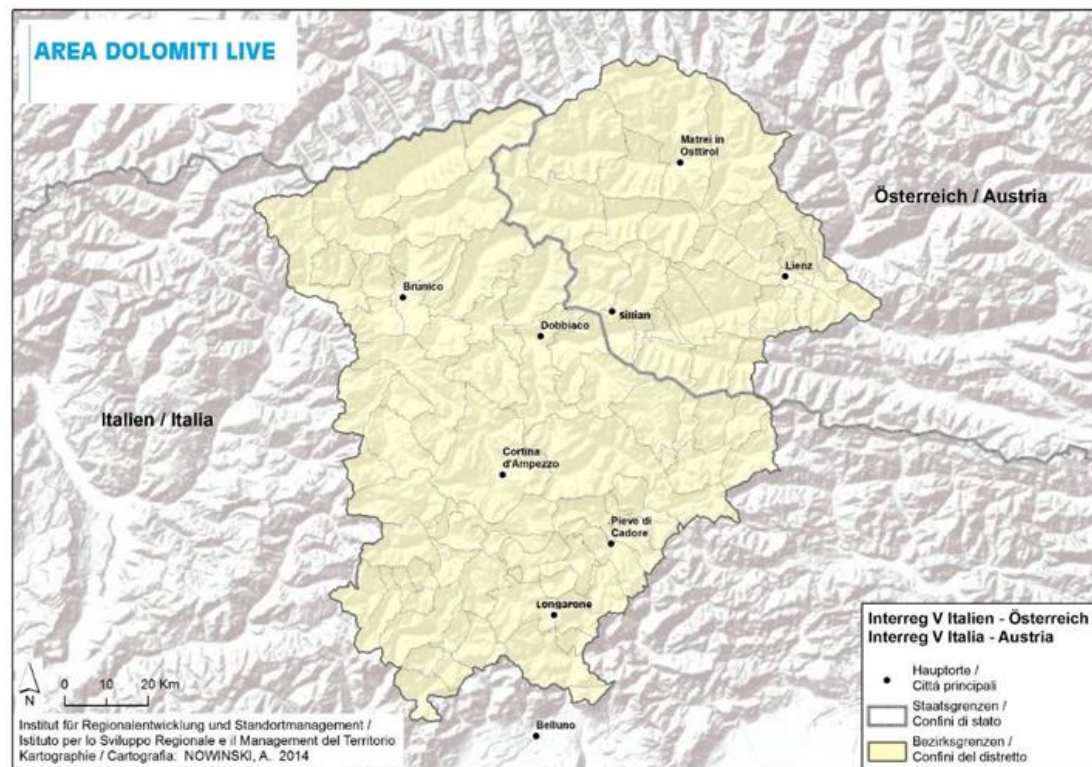 AREA DOLOMITI LIVE
Matrei in
Osttirol
Österreich / Austria
Lienz
Brunico
Sillian
Dobbiaco
Italien / Italia
Cortina
d'Ampezzo
Pieve di
Cadore
Longarone
Belluno
N
0 10 20 Km
Institut für Regionalentwicklung und Standortmanagement /
Istituto per lo Sviluppo Regionale e il Management del Territorio
Kartographie / Cartografia: NOWINSKI, A. 2014
Interreg V Italien - Österreich
Interreg V Italia - Austria
Hauptorte /
Cittá principali
Staatsgrenzen /
Confini di stato
Bezirksgrenzen /
Confini del distretto